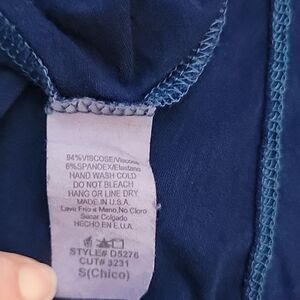 94%VISCOSE/Viscosa
6%SPANDEX/Elastano
HAND WASH COLD
DO NOT BLEACH
HANG OR LINE DRY
MADE IN U.S.A.
Lave Frio a Mano,No Cloro
Secar Colgado
HECHO EN E.U.A.
STYLE# D5276
CUT# 3231
S(Chico)